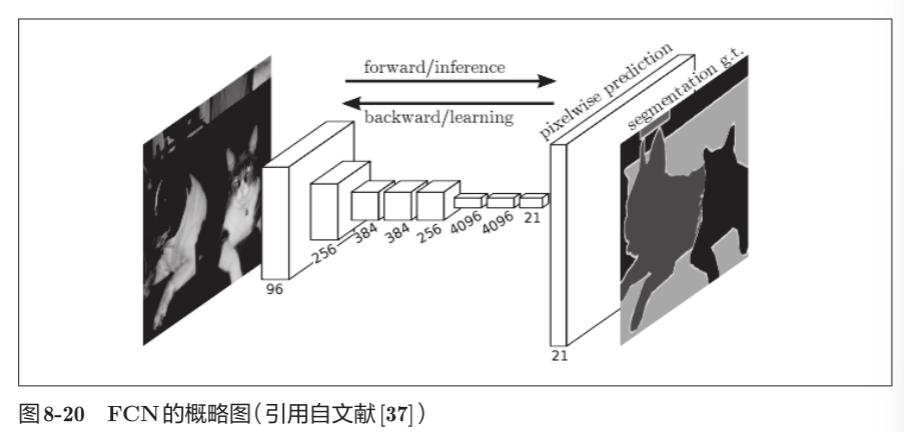 forward/inference
backward/learning
pixelwise prediction
segmentation g.t.
96
256
384
384
256
4096
4096
21
21
图8-20 FCN的概略图（引用自文献[37]）